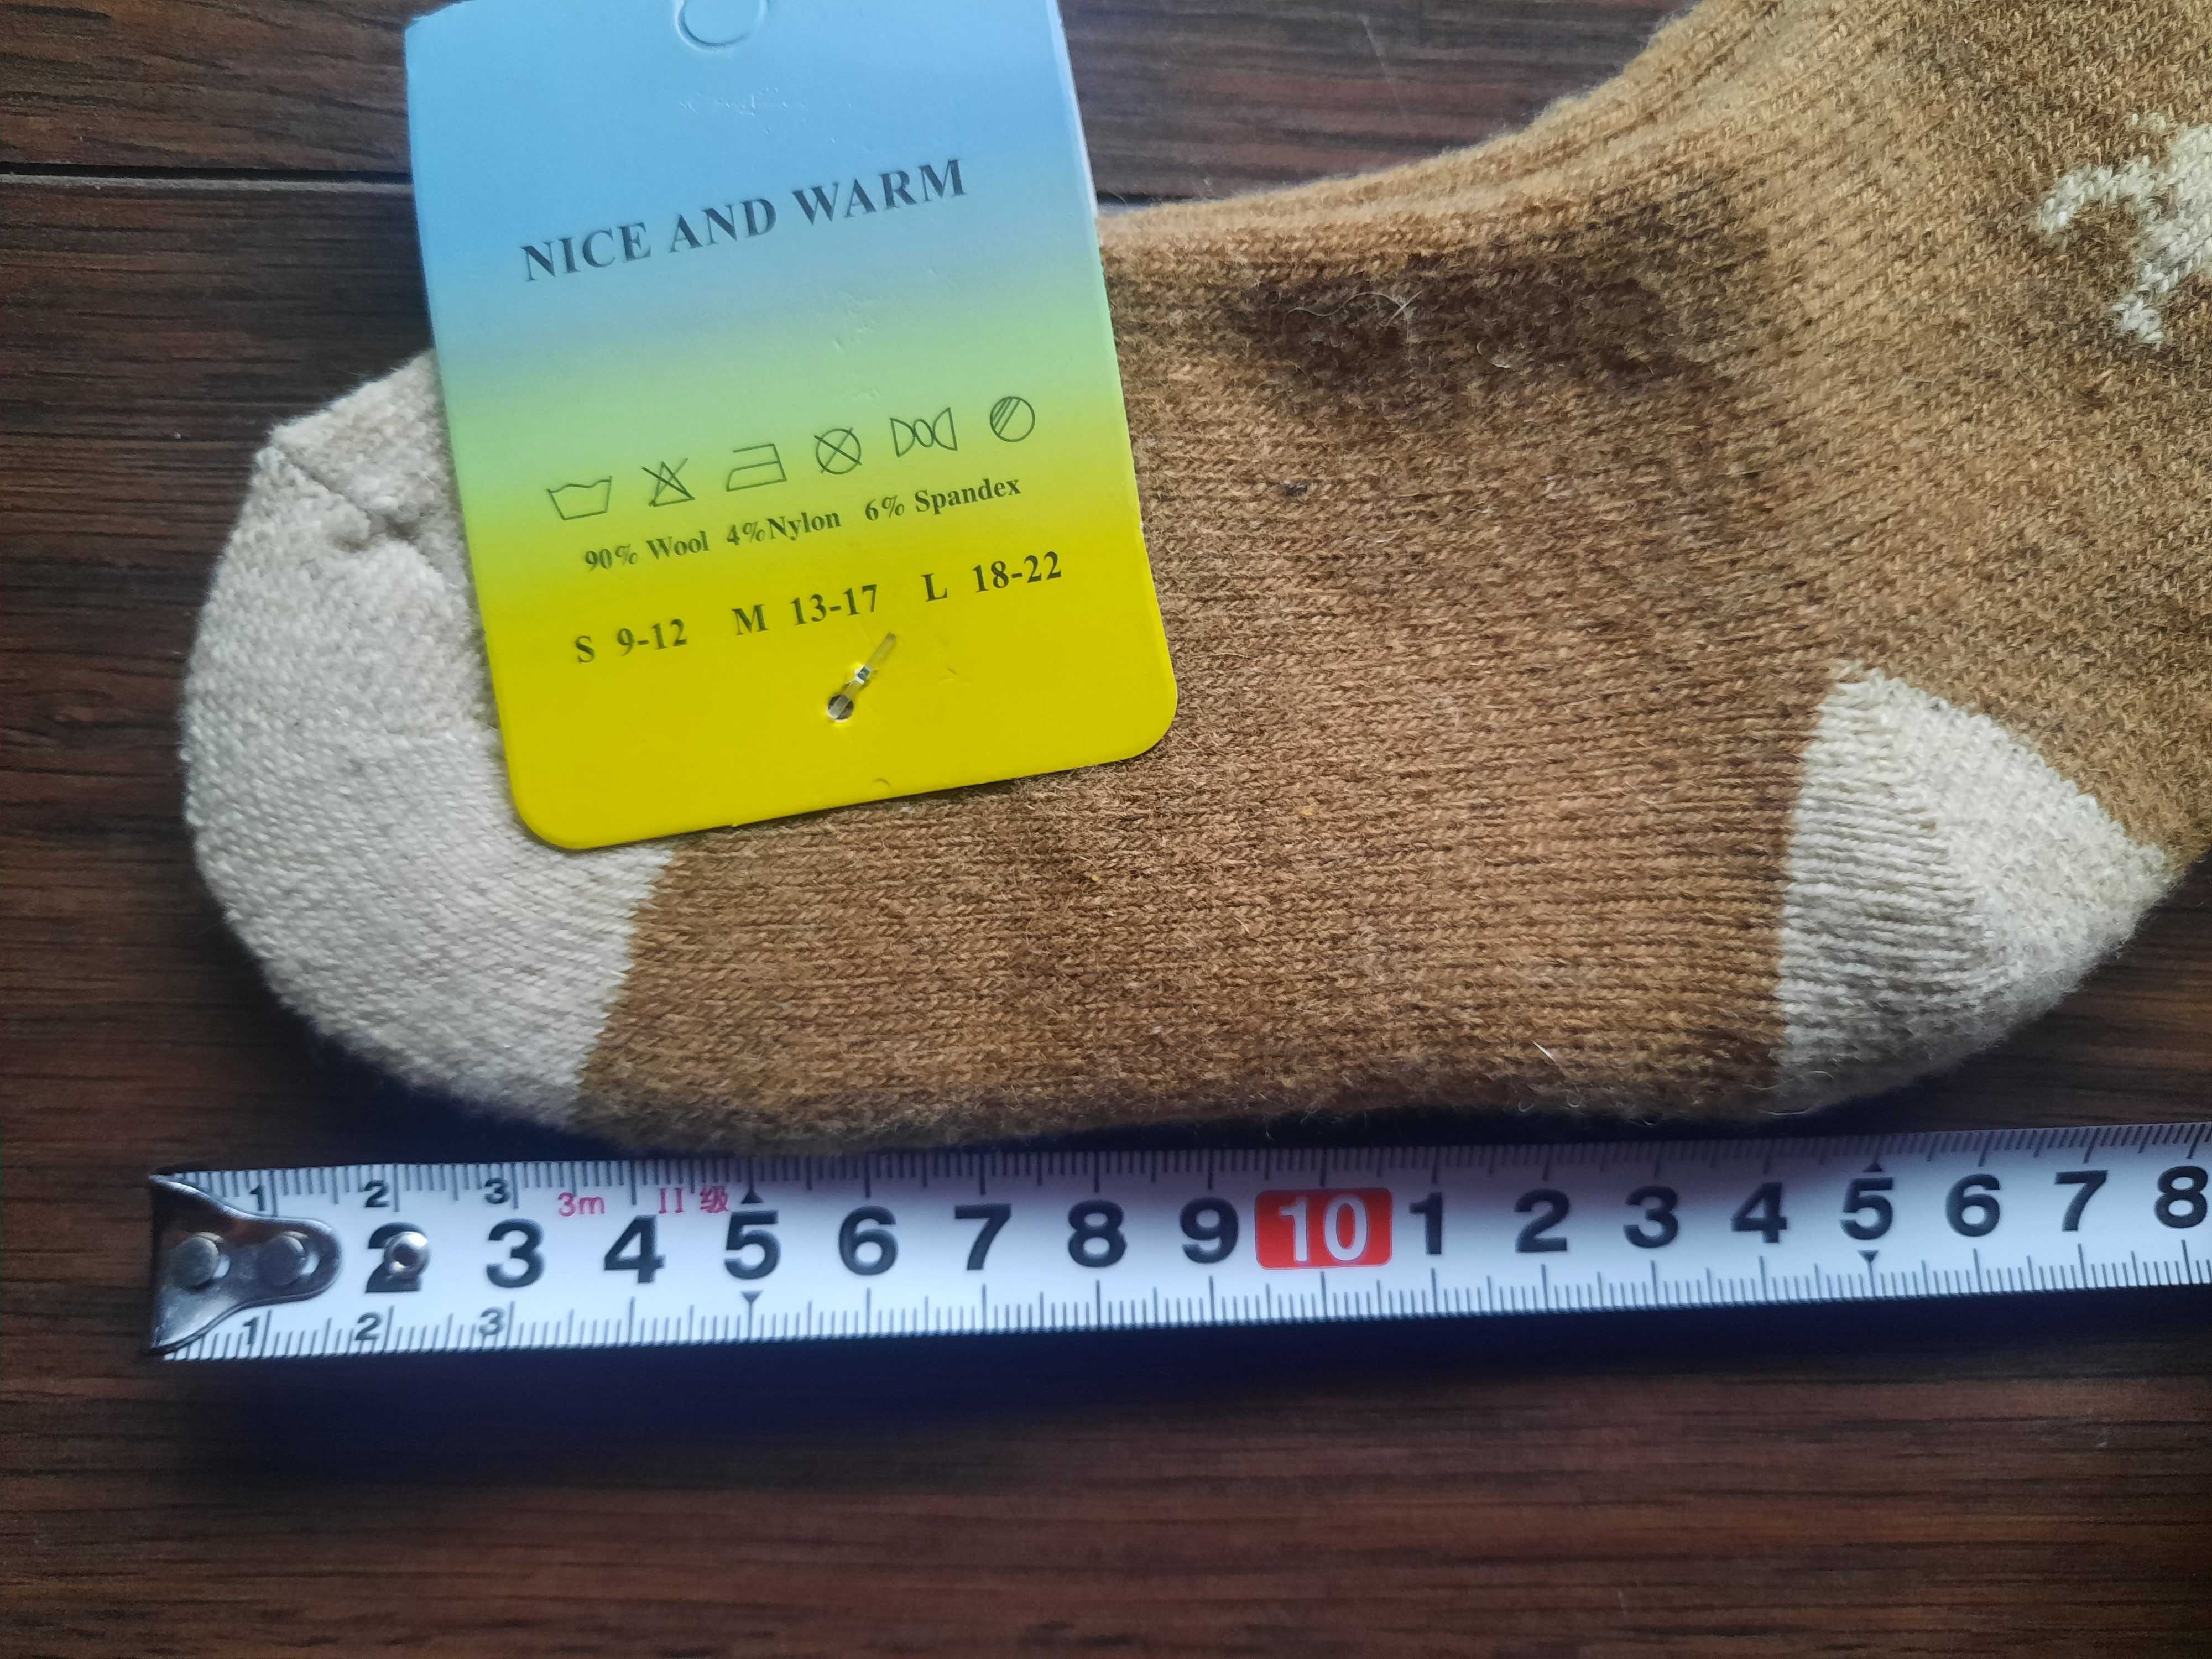 NICE AND WARM
90% Wool 4%Nylon 6% Spandex
S 9-12 M 13-17 L 18-22
1 2 3 3m II级
2 3 4 5 6 7 8 9 10 1 2 3 4 5 6 7 8
1 2 3